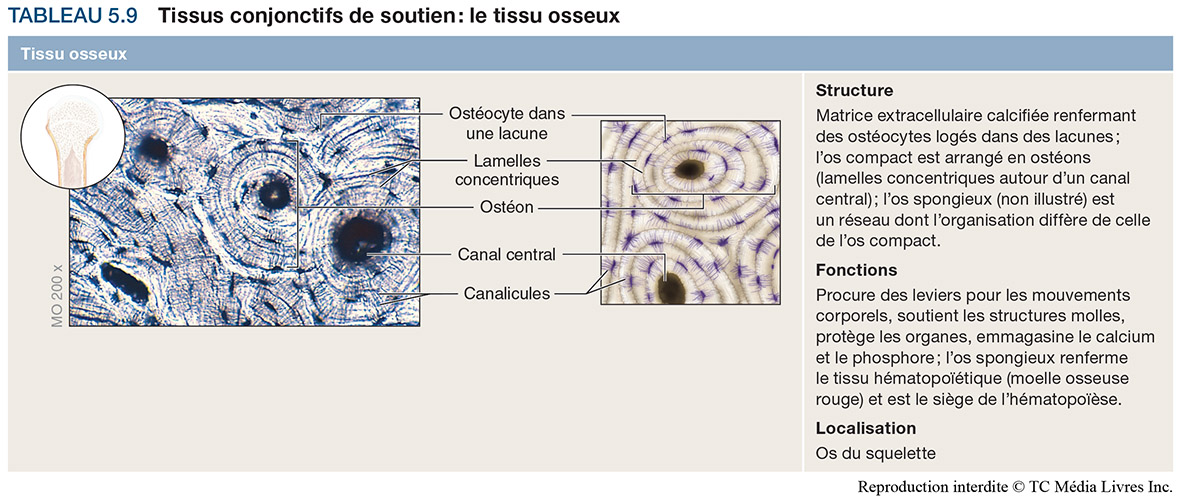 TABLEAU 5.9 Tissus conjonctifs de soutien : le tissu osseux
Tissu osseux
MO 200 x
Ostéocyte dans
une lacune
Lamelles
concentriques
Ostéon
Canal central
Canalicules
Structure
Matrice extracellulaire calcifiée renfermant
des ostéocytes logés dans des lacunes ;
l’os compact est arrangé en ostéons
(lamelles concentriques autour d’un canal
central) ; l’os spongieux (non illustré) est
un réseau dont l’organisation diffère de celle
de l’os compact.
Fonctions
Procure des leviers pour les mouvements
corporels, soutient les structures molles,
protège les organes, emmagasine le calcium
et le phosphore ; l’os spongieux renferme
le tissu hématopoïétique (moelle osseuse
rouge) et est le siège de l’hématopoïèse.
Localisation
Os du squelette
Reproduction interdite © TC Média Livres Inc.